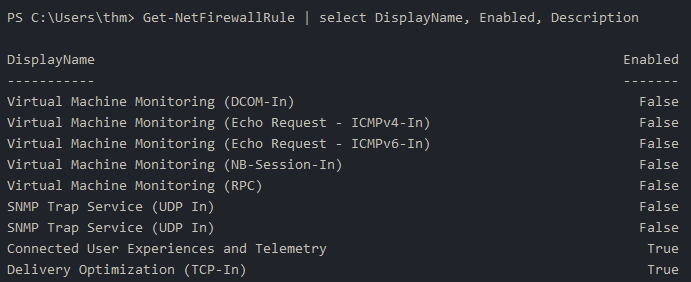 PS C:\Users\thm> Get-NetFirewallRule | select DisplayName, Enabled, Description
DisplayName Enabled
----------- -------
Virtual Machine Monitoring (DCOM-In) False
Virtual Machine Monitoring (Echo Request - ICMPv4-In) False
Virtual Machine Monitoring (Echo Request - ICMPv6-In) False
Virtual Machine Monitoring (NB-Session-In) False
Virtual Machine Monitoring (RPC) False
SNMP Trap Service (UDP In) False
SNMP Trap Service (UDP In) False
Connected User Experiences and Telemetry True
Delivery Optimization (TCP-In) True